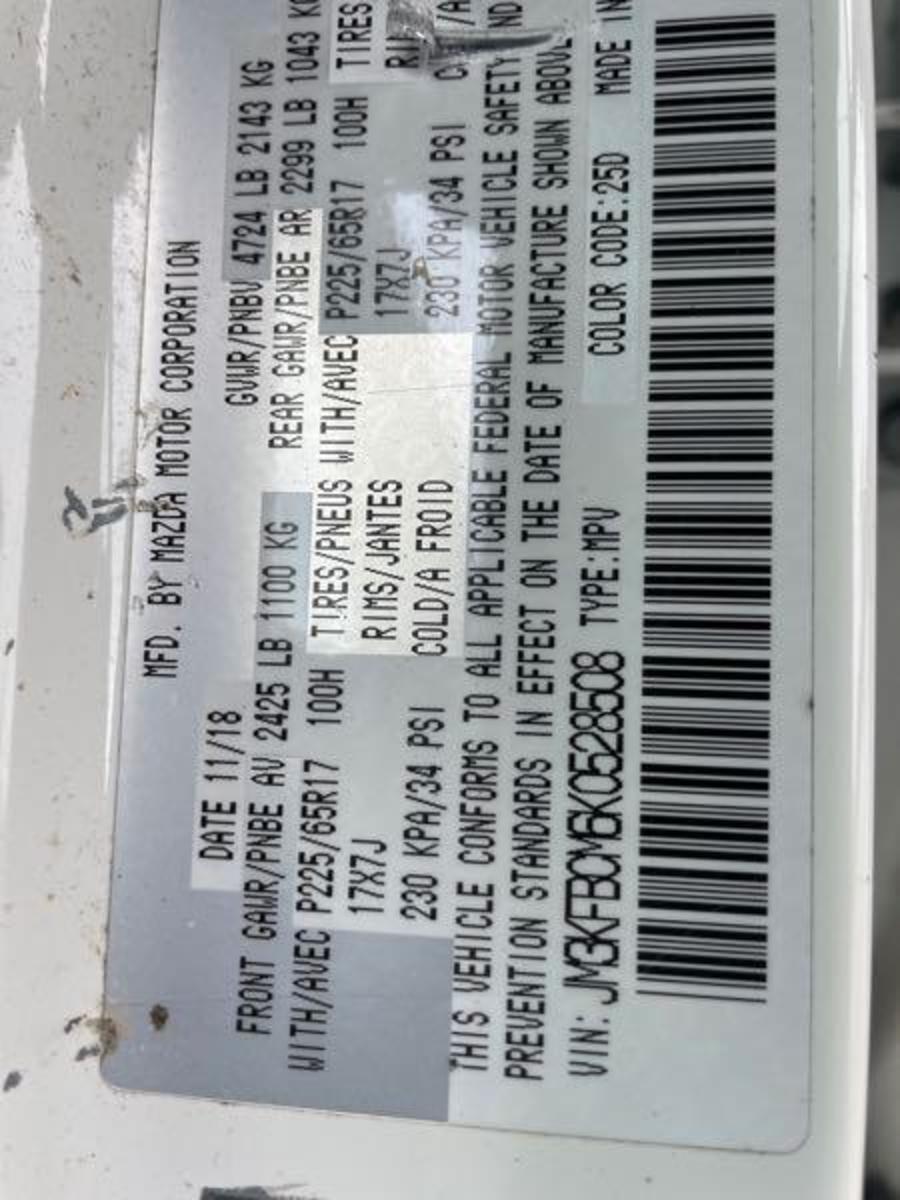 MFD. BY MAZDA MOTOR CORPORATION
DATE 11/18 GVWR/PNBV 4724 LB 2143 KG
FRONT GAWR/PNBE AV 2425 LB 1100 KG REAR GAWR/PNBE AR 2299 LB 1043 KG
WITH/AVEC P225/65R17 100H TIRES/PNEUS WITH/AVEC P225/65R17 100H TIRES
17X7J RIMS/JANTES 17X7J
230 KPA/34 PSI COLD/A FROID 230 KPA/34 PSI
THIS VEHICLE CONFORMS TO ALL APPLICABLE FEDERAL MOTOR VEHICLE SAFETY
PREVENTION STANDARDS IN EFFECT ON THE DATE OF MANUFACTURE SHOWN ABOVE
VIN: JM3KFBCM6K0528508 TYPE:MPV COLOR CODE:25D MADE IN